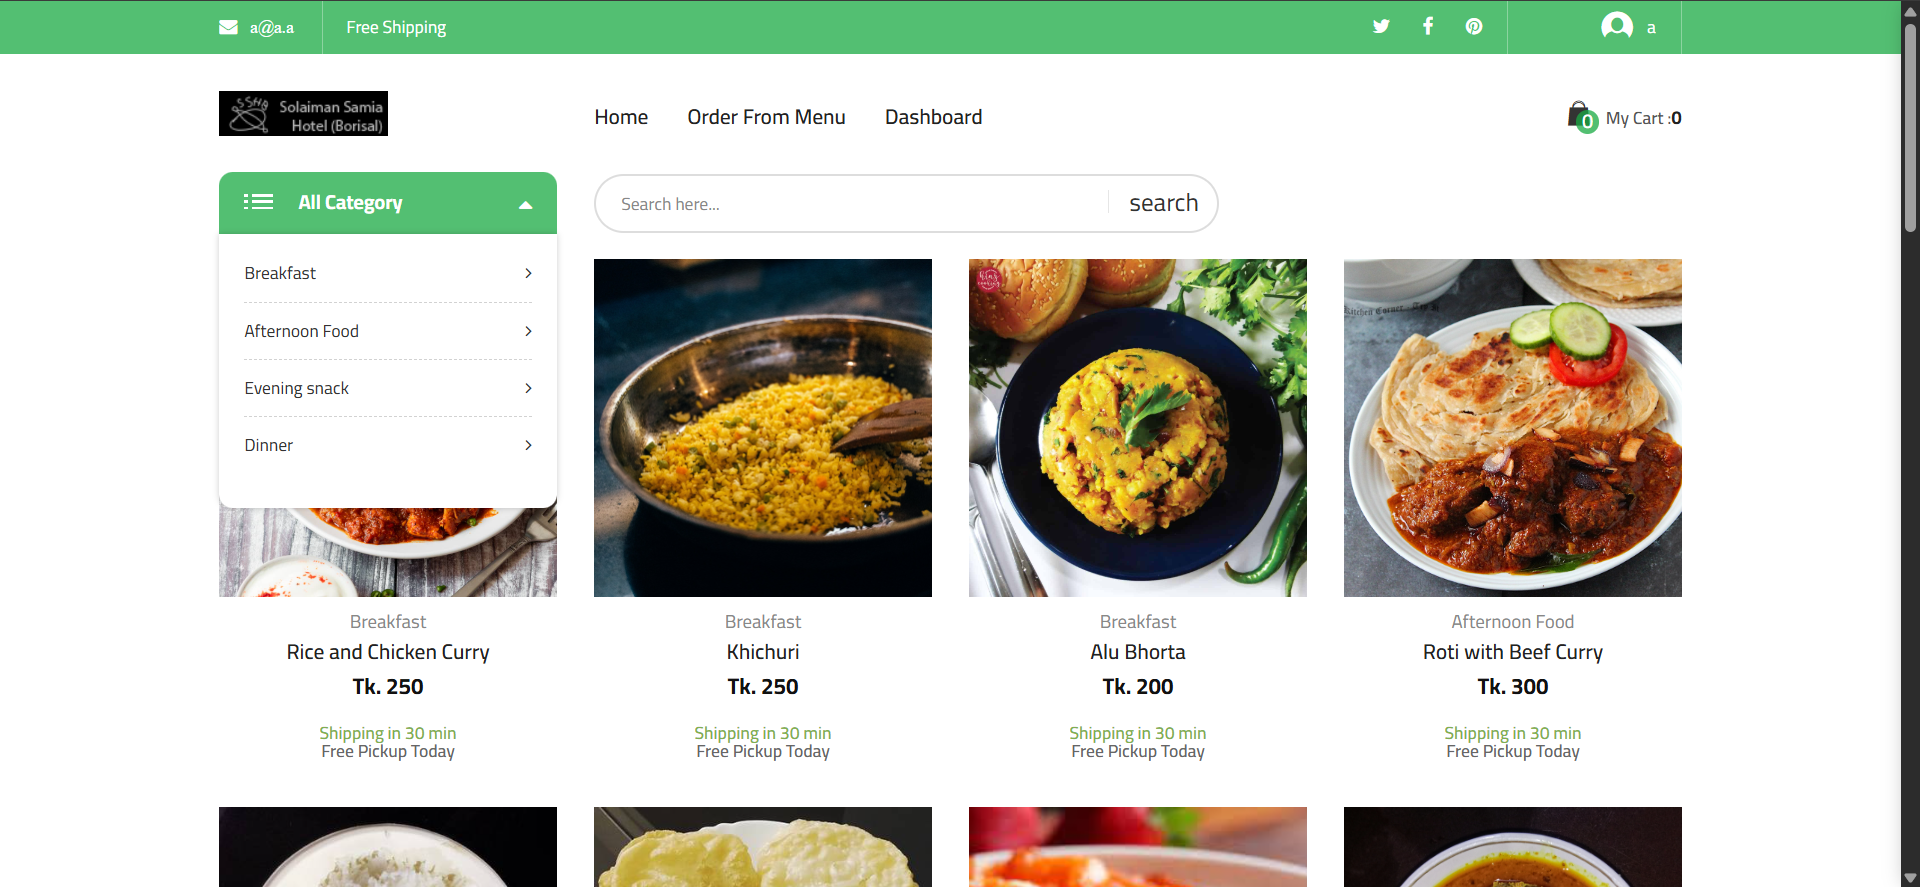 a@a.a
Free Shipping
a
SSHB
Solaiman Samia
Hotel (Borisal)
Home
Order From Menu
Dashboard
0
My Cart :0
All Category
Search here...
search
Breakfast
Afternoon Food
Evening snack
Dinner
Breakfast
Rice and Chicken Curry
Tk. 250
Shipping in 30 min
Free Pickup Today
Breakfast
Khichuri
Tk. 250
Shipping in 30 min
Free Pickup Today
Breakfast
Alu Bhorta
Tk. 200
Shipping in 30 min
Free Pickup Today
Afternoon Food
Roti with Beef Curry
Tk. 300
Shipping in 30 min
Free Pickup Today